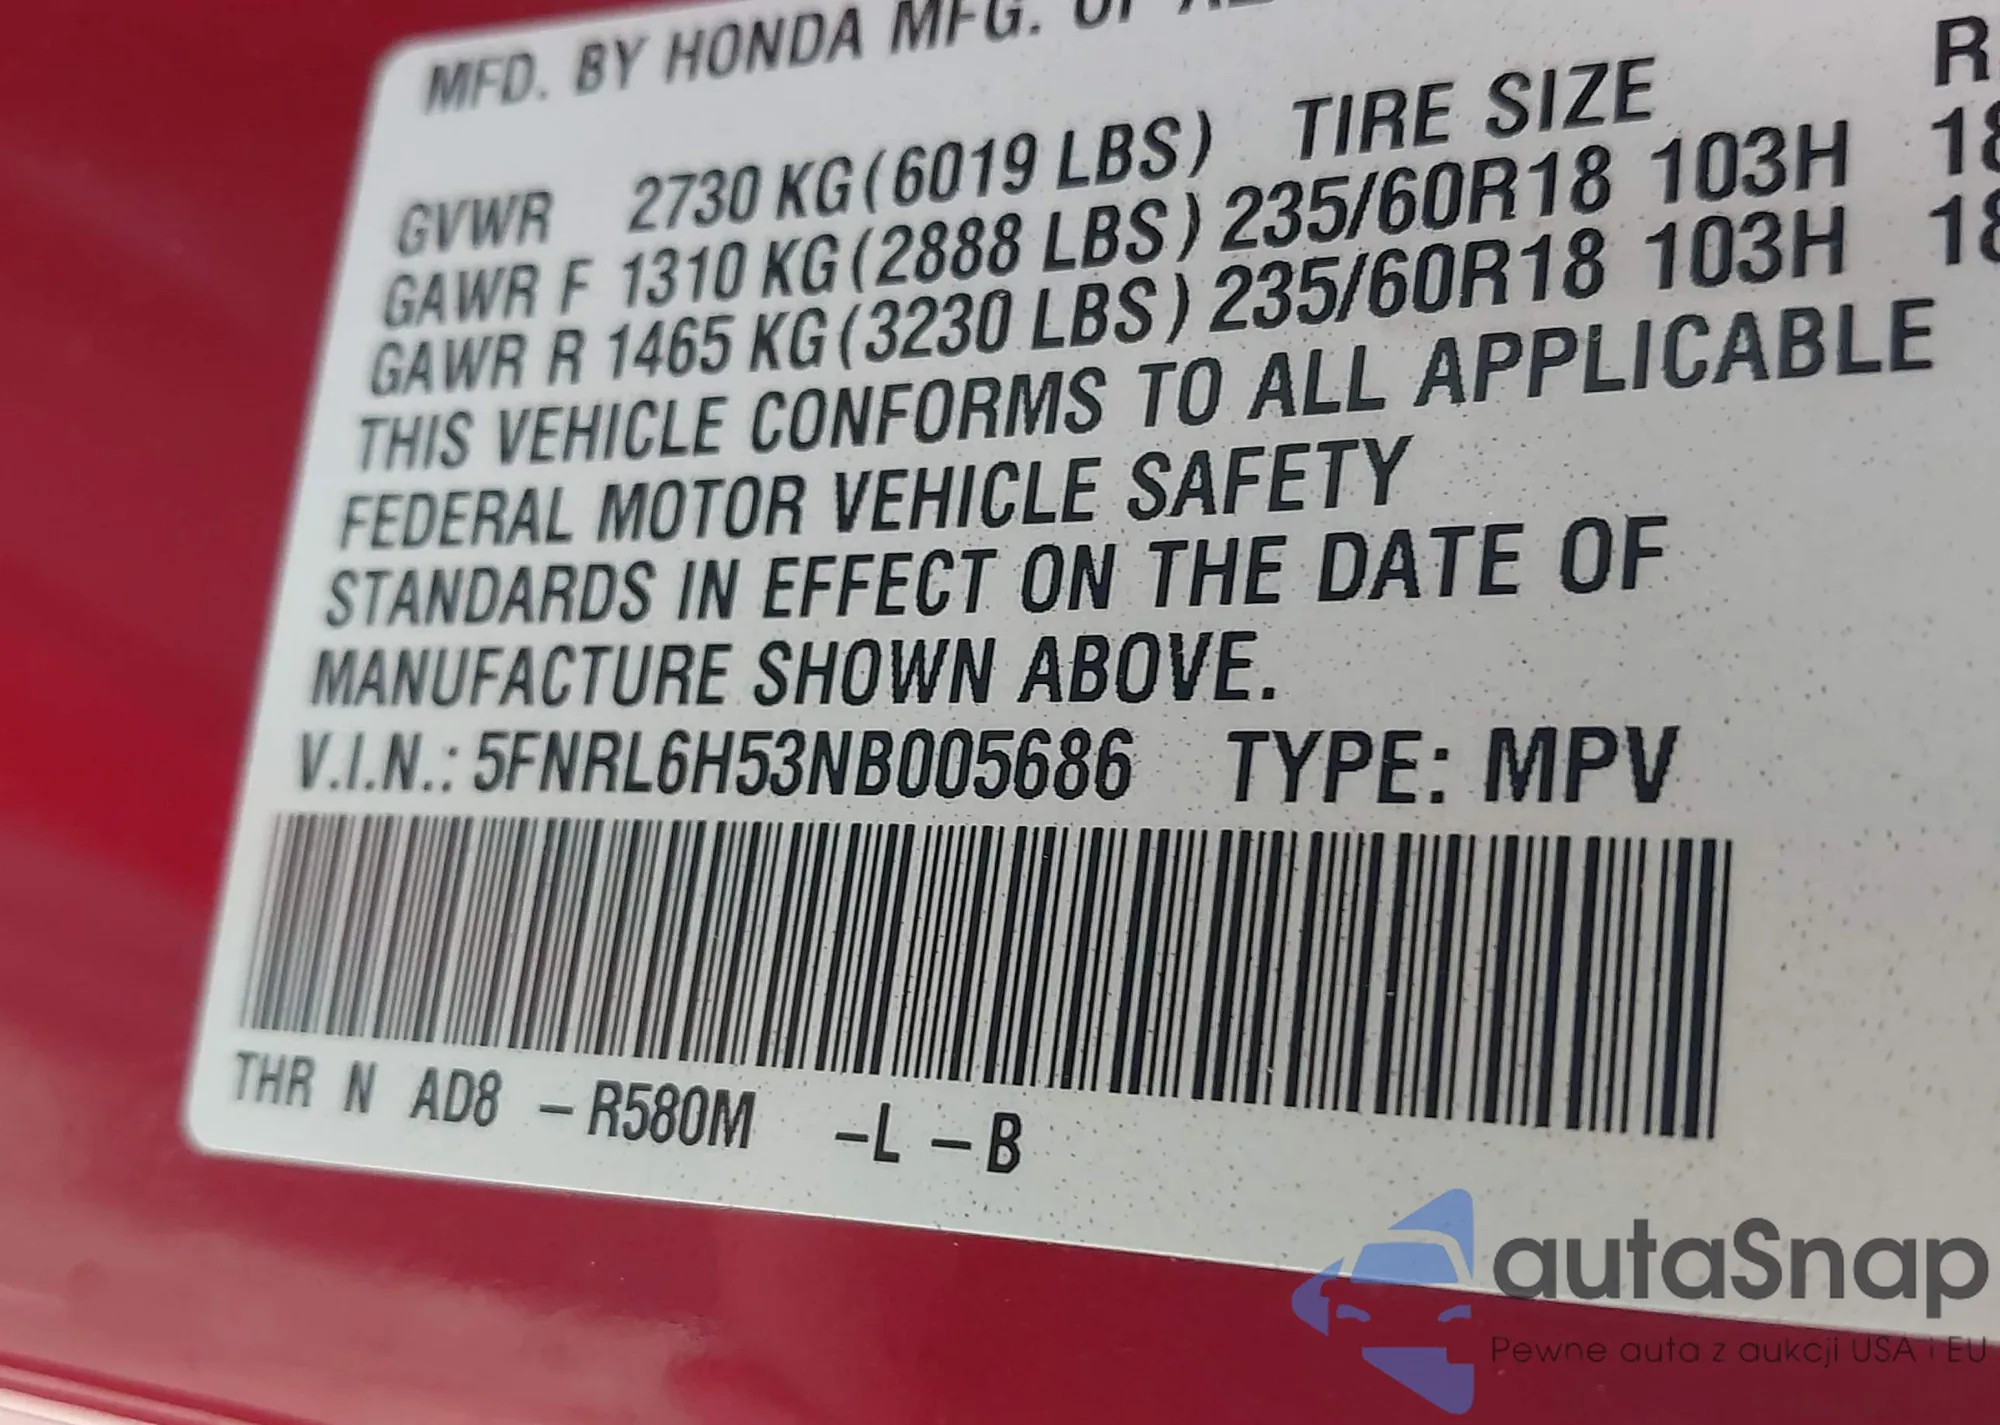 MFD. BY HONDA MFG. OF
TIRE SIZE
GVWR 2730 KG (6019 LBS)
GAWR F 1310 KG (2888 LBS) 235/60R18 103H 18
GAWR R 1465 KG (3230 LBS) 235/60R18 103H 18
THIS VEHICLE CONFORMS TO ALL APPLICABLE
FEDERAL MOTOR VEHICLE SAFETY
STANDARDS IN EFFECT ON THE DATE OF
MANUFACTURE SHOWN ABOVE.
V.I.N.: 5FNRL6H53NB005686 TYPE: MPV
THR N AD8 – R580M –L – B
autaSnap
Pewne auta z aukcji USA i EU